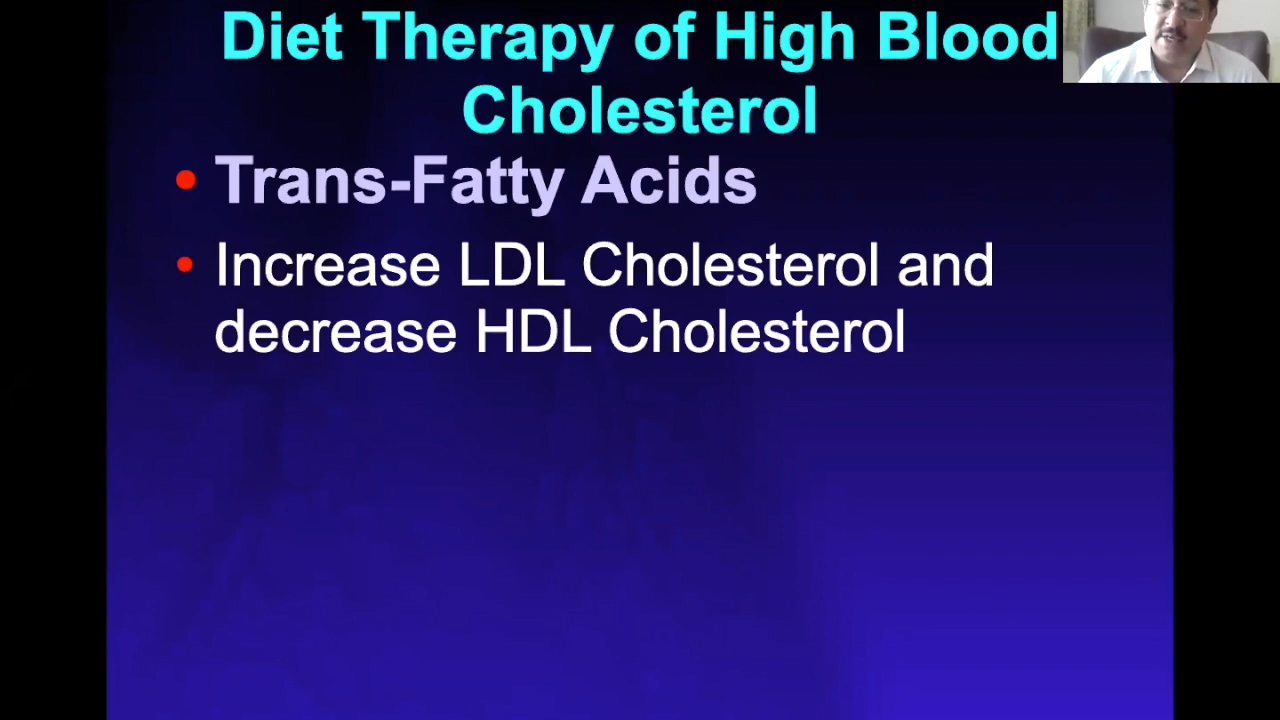 Diet Therapy of High Blood
Cholesterol
• Trans-Fatty Acids
• Increase LDL Cholesterol and
decrease HDL Cholesterol